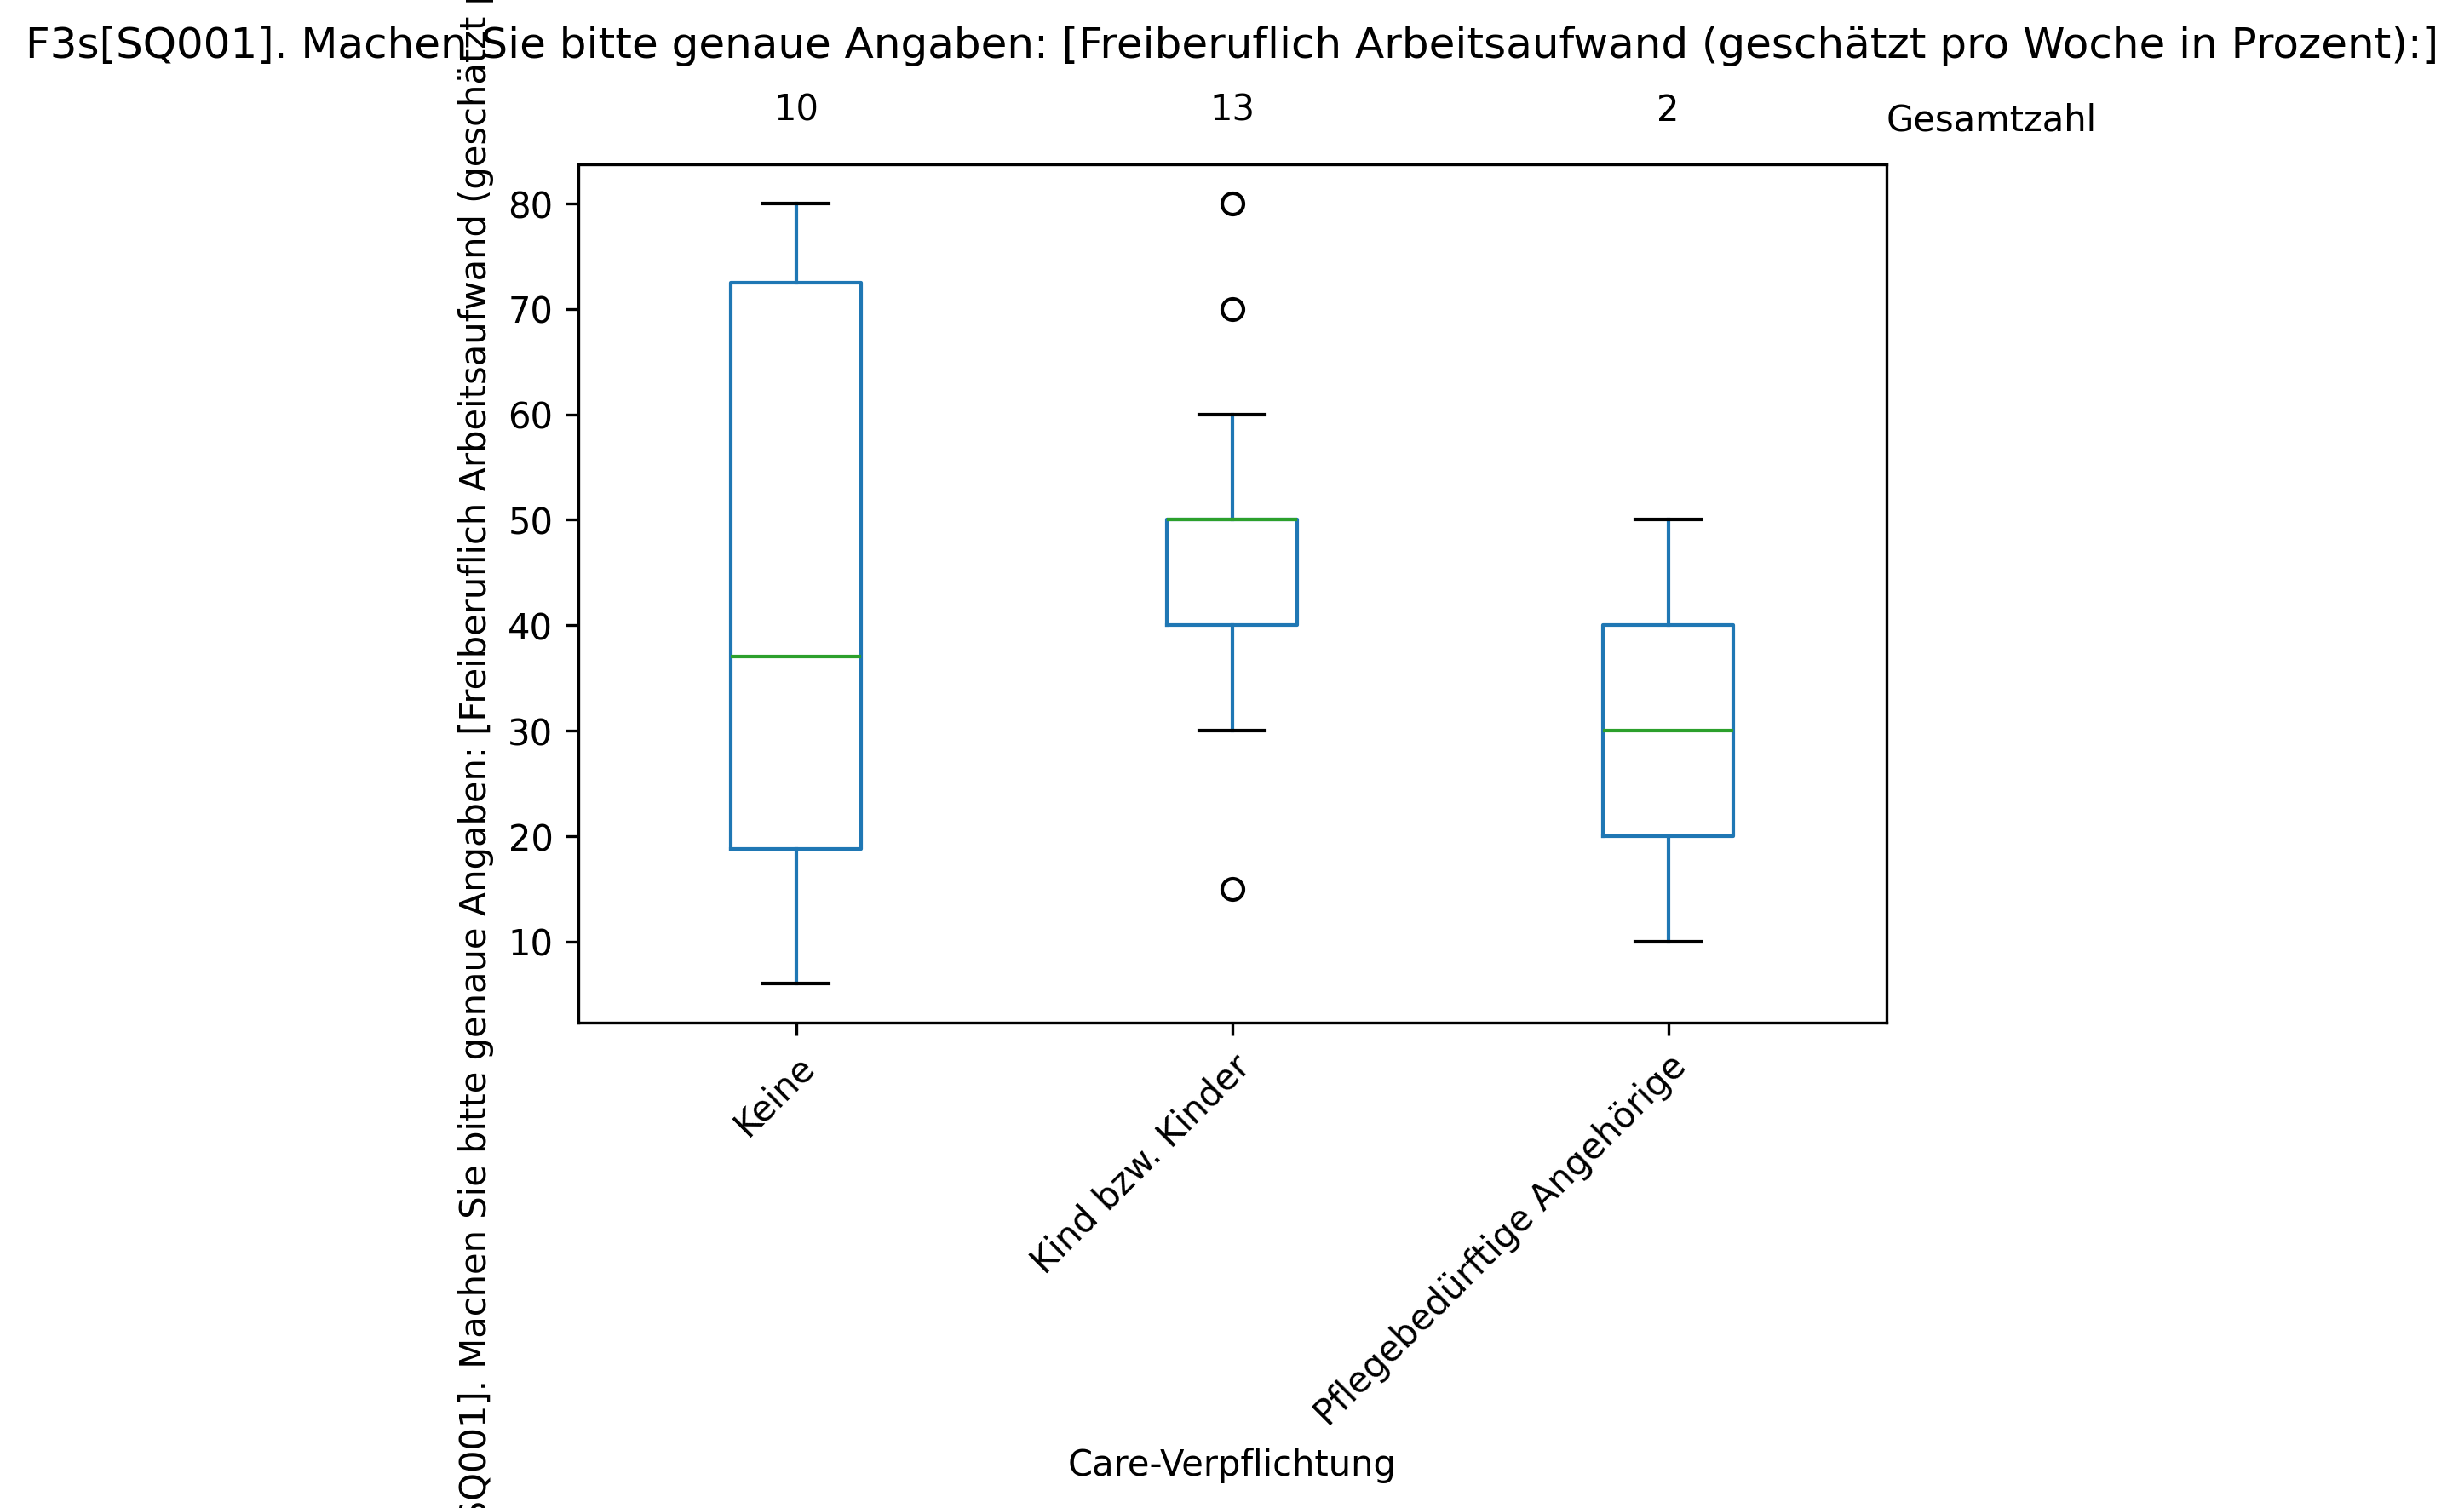 F3s[SQ001]. Machen Sie bitte genaue Angaben: [Freiberuflich Arbeitsaufwand (geschätzt pro Woche in Prozent):]
10 13 2 Gesamtzahl
80
70
60
50
40
30
20
10
SQ001]. Machen Sie bitte genaue Angaben: [Freiberuflich Arbeitsaufwand (geschätzt
Keine
Kind bzw. Kinder
Pflegebedürftige Angehörige
Care-Verpflichtung